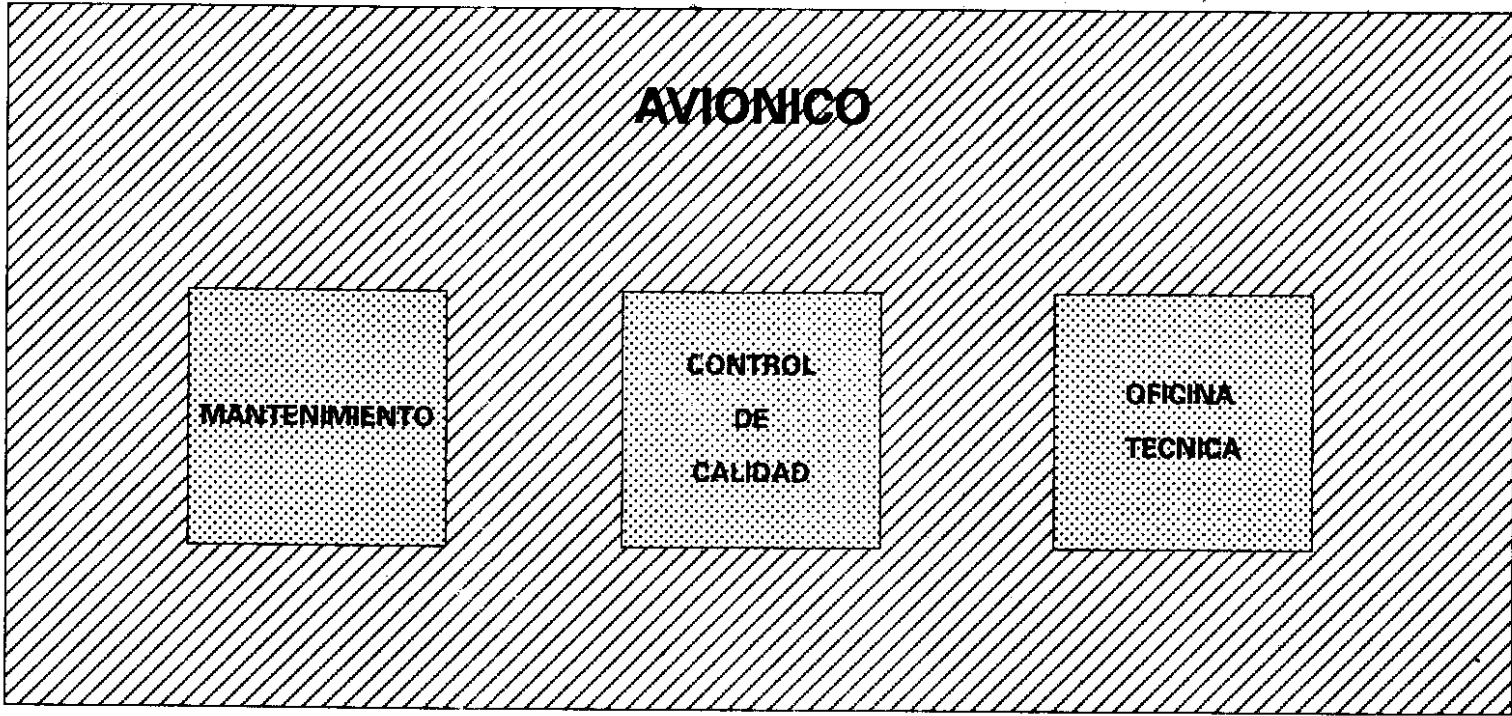 AVIONICO
MANTENIMIENTO
CONTROL
DE
CALIDAD
OFICINA
TECNICA